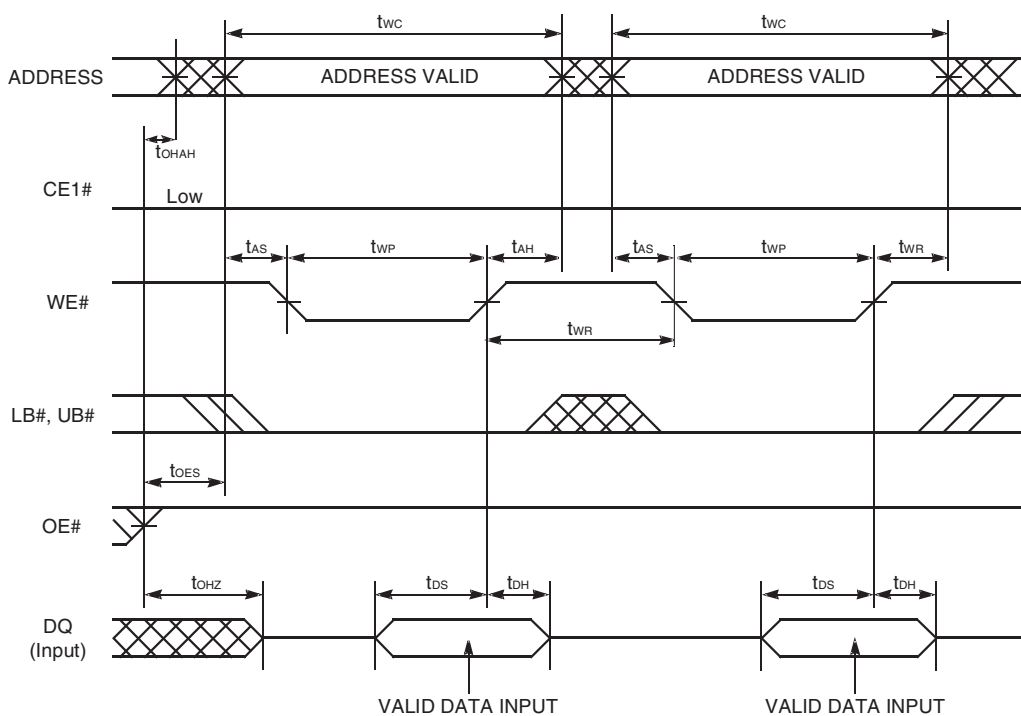 tWC tWC
ADDRESS ADDRESS VALID ADDRESS VALID
tOHAH
CE1# Low
tAS tWP tAH tAS tWP tWR
WE#
tWR
LB#, UB#
tOES
OE#
tOHZ tDS tDH tDS tDH
DQ
(Input)
VALID DATA INPUT VALID DATA INPUT